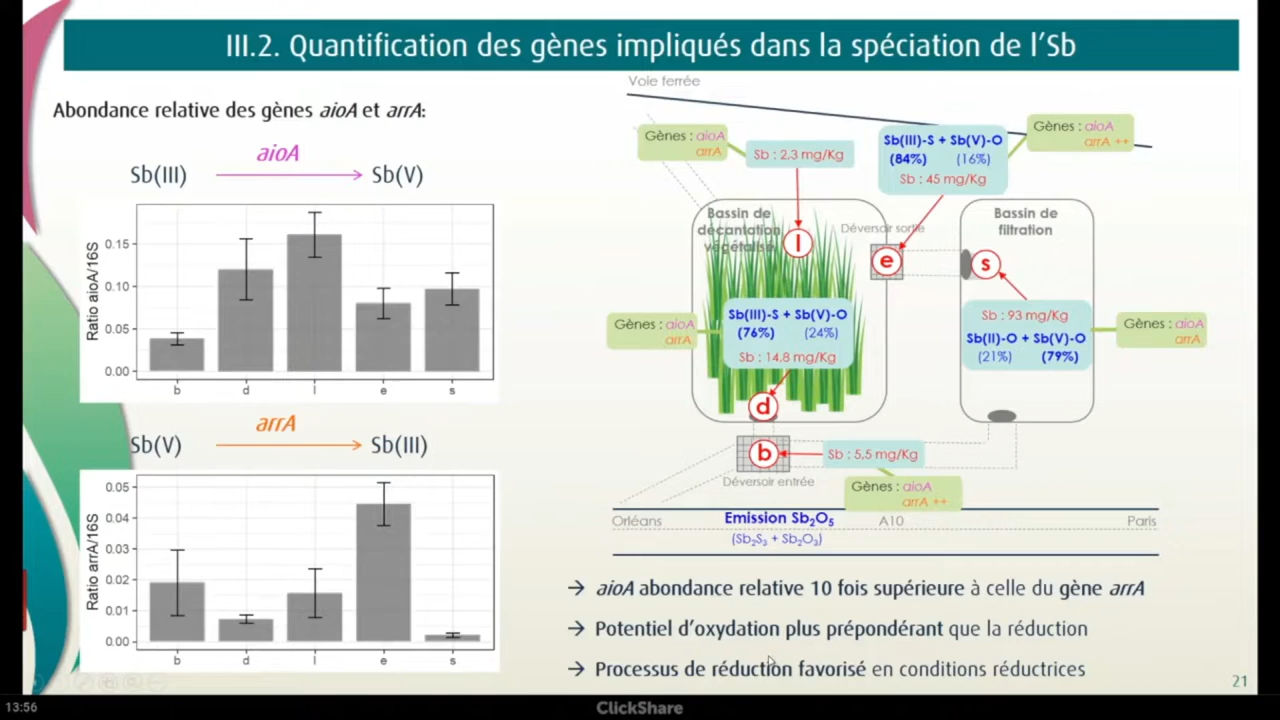 III.2. Quantification des gènes impliqués dans la spéciation de l'Sb
Abondance relative des gènes aioA et arrA:
aioA
Sb(III)
Sb(V)
Ratio aioA/16S
0.15
0.10
0.05
0.00
b d l e s
arrA
Sb(V)
Sb(III)
Ratio arrA/16S
0.05
0.04
0.03
0.02
0.01
0.00
b d l e s
Voie ferrée
Gènes : aioA
arrA
Sb : 2,3 mg/Kg
Sb(III)-S + Sb(V)-O
(84%) (16%)
Sb : 45 mg/Kg
Gènes : aioA
arrA ++
Bassin de
décantation
végétalisé
l
Déversoir sortie
e
Bassin de
filtration
s
Gènes : aioA
arrA
Sb(III)-S + Sb(V)-O
(76%) (24%)
Sb : 14,8 mg/Kg
Sb : 93 mg/Kg
Sb(II)-O + Sb(V)-O
(21%) (79%)
Gènes : aioA
arrA
d
b
Sb : 5,5 mg/Kg
Déversoir entrée
Gènes : aioA
arrA ++
Orléans
Emission Sb₂O₅
A10
Paris
(Sb₂S₃ + Sb₂O₃)
→ aioA abondance relative 10 fois supérieure à celle du gène arrA
→ Potentiel d'oxydation plus prépondérant que la réduction
→ Processus de réduction favorisé en conditions réductrices
21
13:56
ClickShare